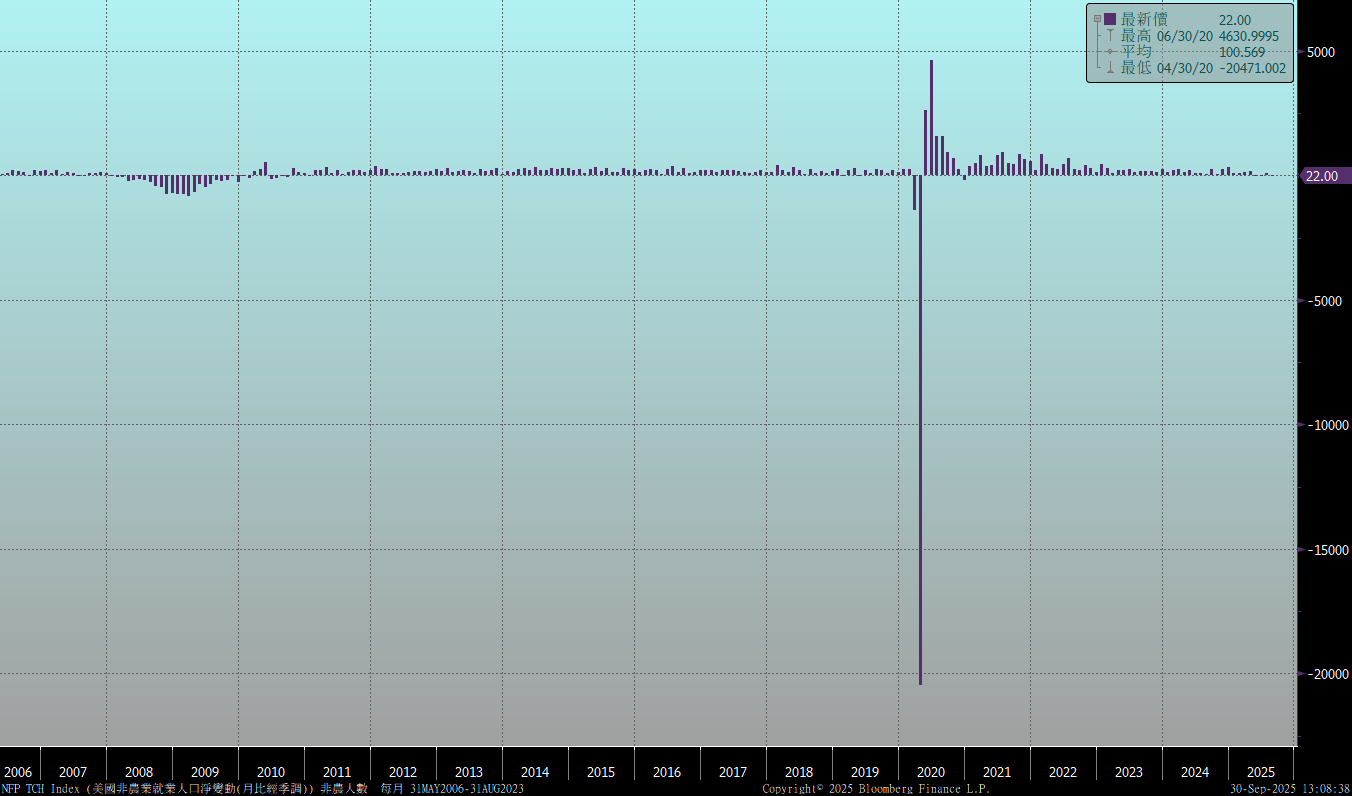 最新價 22.00
最高 06/30/20 4630.9995
平均 100.569
最低 04/30/20 -20471.002
5000
22.00
-5000
-10000
-15000
-20000
2006 2007 2008 2009 2010 2011 2012 2013 2014 2015 2016 2017 2018 2019 2020 2021 2022 2023 2024 2025
NFP TCH Index (美國非農業就業人口淨變動(月比經季調)) 非農人數 每月 31MAY2006-31AUG2023 Copyright© 2025 Bloomberg Finance L.P. 30-Sep-2025 13:08:38